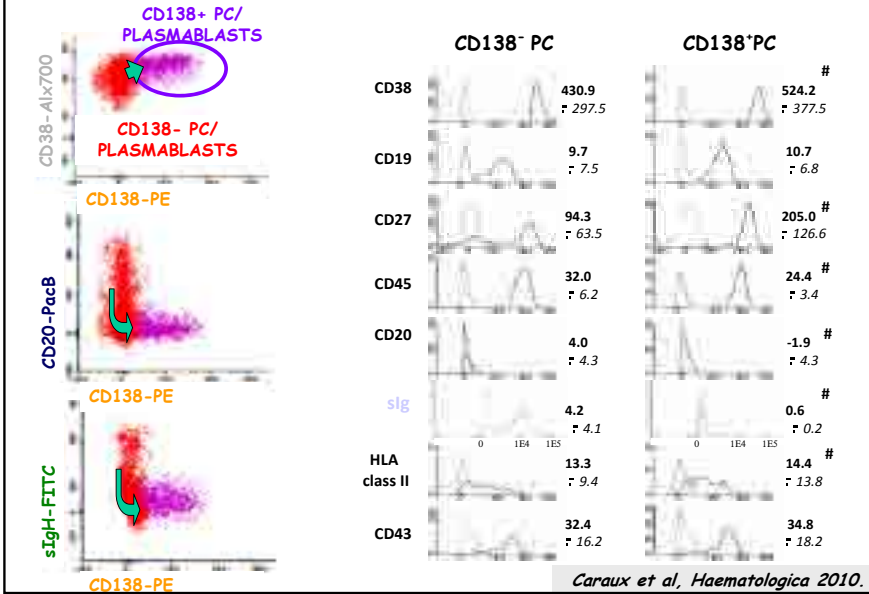 CD138+ PC/
PLASMABLASTS
CD38-Alx700
CD138- PC/
PLASMABLASTS
CD138-PE
CD20-PacB
CD138-PE
sIgH-FITC
CD138-PE
CD138⁻ PC
CD138⁺PC
CD38
430.9
297.5
#
524.2
377.5
CD19
9.7
7.5
10.7
6.8
CD27
94.3
63.5
#
205.0
126.6
CD45
32.0
6.2
#
24.4
3.4
CD20
4.0
4.3
#
-1.9
4.3
sIg
4.2
4.1
#
0.6
0.2
0 1E4 1E5
0 1E4 1E5
HLA
class II
13.3
9.4
#
14.4
13.8
CD43
32.4
16.2
34.8
18.2
Caraux et al, Haematologica 2010.